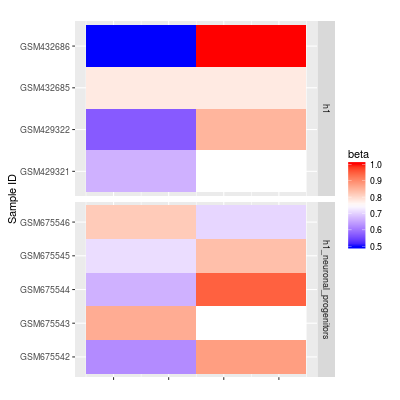 GSM432686
GSM432685
GSM429322
GSM429321
h1
GSM675546
GSM675545
GSM675544
GSM675543
GSM675542
h1_neuronal_progenitors
Sample ID
beta
1.0
0.9
0.8
0.7
0.6
0.5